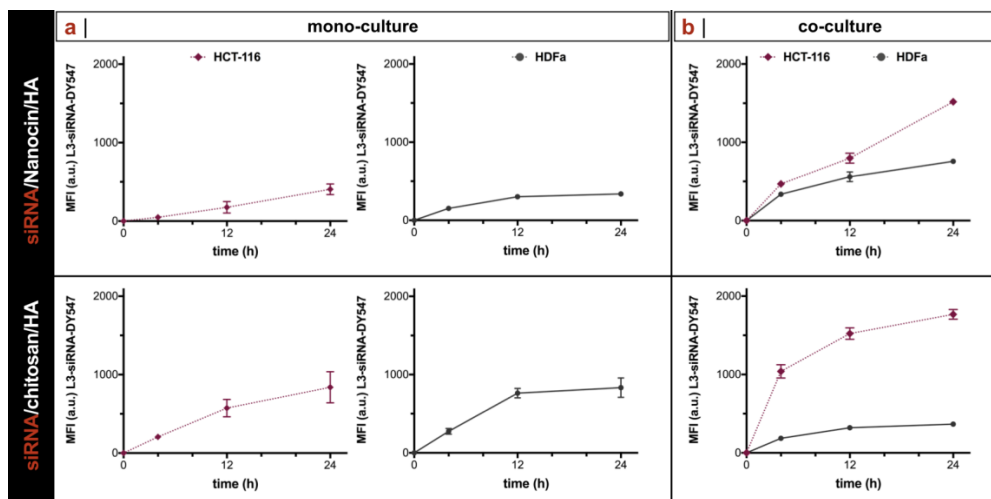 a | mono-culture
b | co-culture
siRNA/Nanocin/HA
HCT-116
MFI (a.u.) L3-siRNA-DY547
2000
1000
0
0 12 24
time (h)
HDFa
MFI (a.u.) L3-siRNA-DY547
2000
1000
0
0 12 24
time (h)
HCT-116 HDFa
MFI (a.u.) L3-siRNA-DY547
2000
1000
0
0 12 24
time (h)
siRNA/chitosan/HA
MFI (a.u.) L3-siRNA-DY547
2000
1000
0
0 12 24
time (h)
MFI (a.u.) L3-siRNA-DY547
2000
1000
0
0 12 24
time (h)
MFI (a.u.) L3-siRNA-DY547
2000
1000
0
0 12 24
time (h)